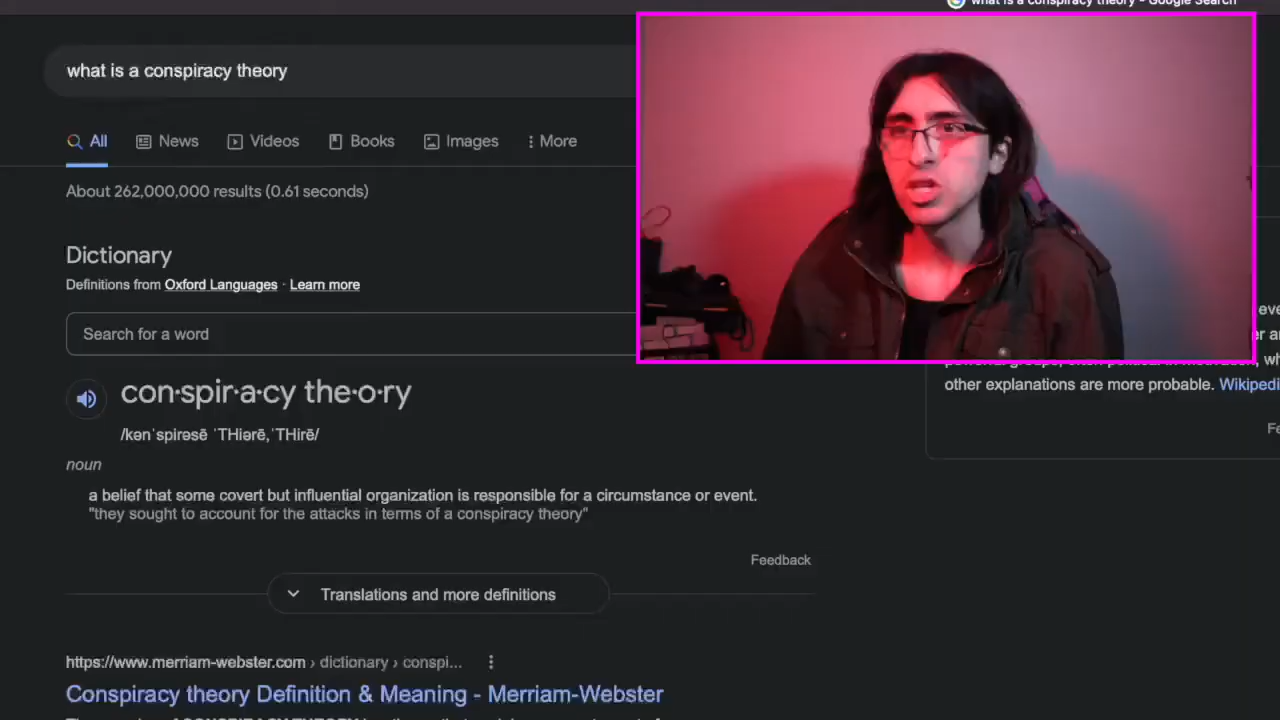 what is a conspiracy theory - Google Search
what is a conspiracy theory
All News Videos Books Images More
About 262,000,000 results (0.61 seconds)
Dictionary
Definitions from Oxford Languages · Learn more
Search for a word
con·spir·a·cy the·o·ry
/kənˈspirəsē ˈTHiərē,ˈTHirē/
noun
a belief that some covert but influential organization is responsible for a circumstance or event.
"they sought to account for the attacks in terms of a conspiracy theory"
Feedback
Translations and more definitions
https://www.merriam-webster.com › dictionary › conspi...
Conspiracy theory Definition & Meaning - Merriam-Webster
other explanations are more probable. Wikipedi